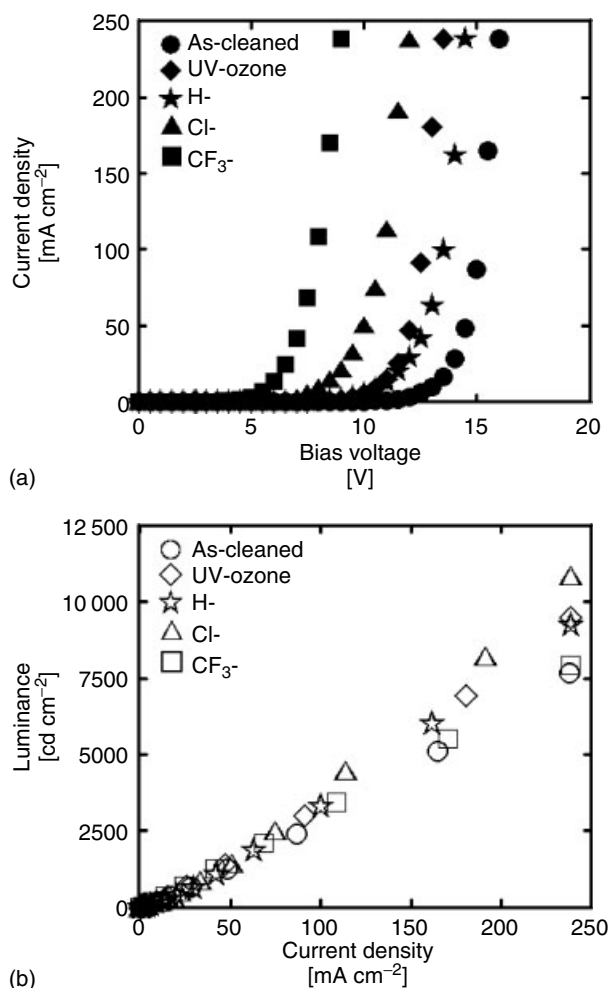 250
200
150
100
50
0
Current density
[mA cm⁻²]
As-cleaned
UV-ozone
H-
Cl-
CF₃-
0 5 10 15 20
Bias voltage
[V]
(a)
12 500
10 000
7500
5000
2500
0
Luminance
[cd cm⁻²]
As-cleaned
UV-ozone
H-
Cl-
CF₃-
0 50 100 150 200 250
Current density
[mA cm⁻²]
(b)